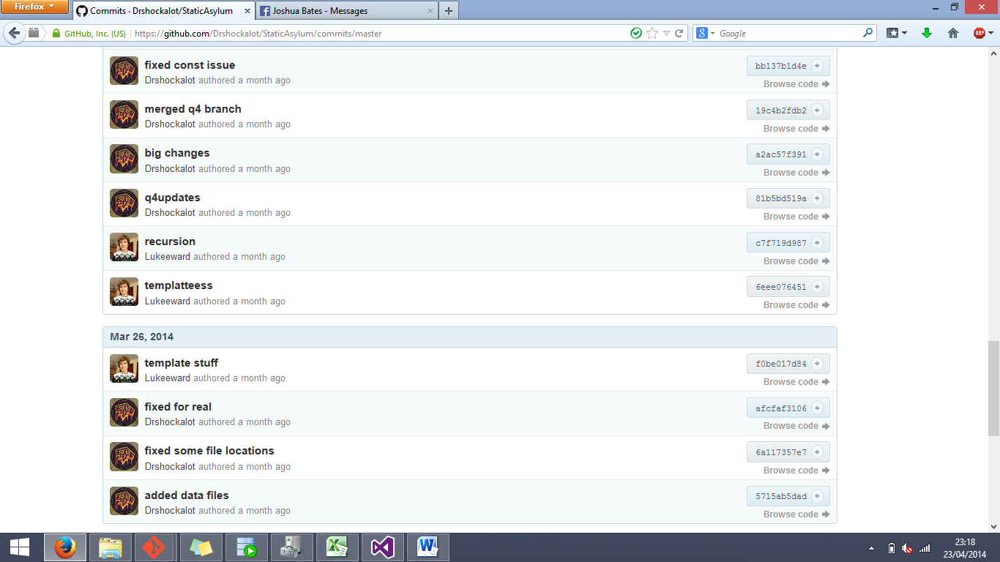 Firefox
Commits · Drshockalot/StaticAsylum
Joshua Bates - Messages
GitHub, Inc. (US)
https://github.com/Drshockalot/StaticAsylum/commits/master
Google
ABP
fixed const issue
bb137b1d4e
Drshockalot authored a month ago
Browse code
merged q4 branch
19c4b2fdb2
Drshockalot authored a month ago
Browse code
big changes
a2ac57f391
Drshockalot authored a month ago
Browse code
q4updates
81b5bd519a
Drshockalot authored a month ago
Browse code
recursion
c7f719d987
Lukeeward authored a month ago
Browse code
templatteess
6eee076451
Lukeeward authored a month ago
Browse code
Mar 26, 2014
template stuff
f0be017d84
Lukeeward authored a month ago
Browse code
fixed for real
afcfaf3106
Drshockalot authored a month ago
Browse code
fixed some file locations
6a117357e7
Drshockalot authored a month ago
Browse code
added data files
5715ab5dad
Drshockalot authored a month ago
Browse code
23:18
23/04/2014